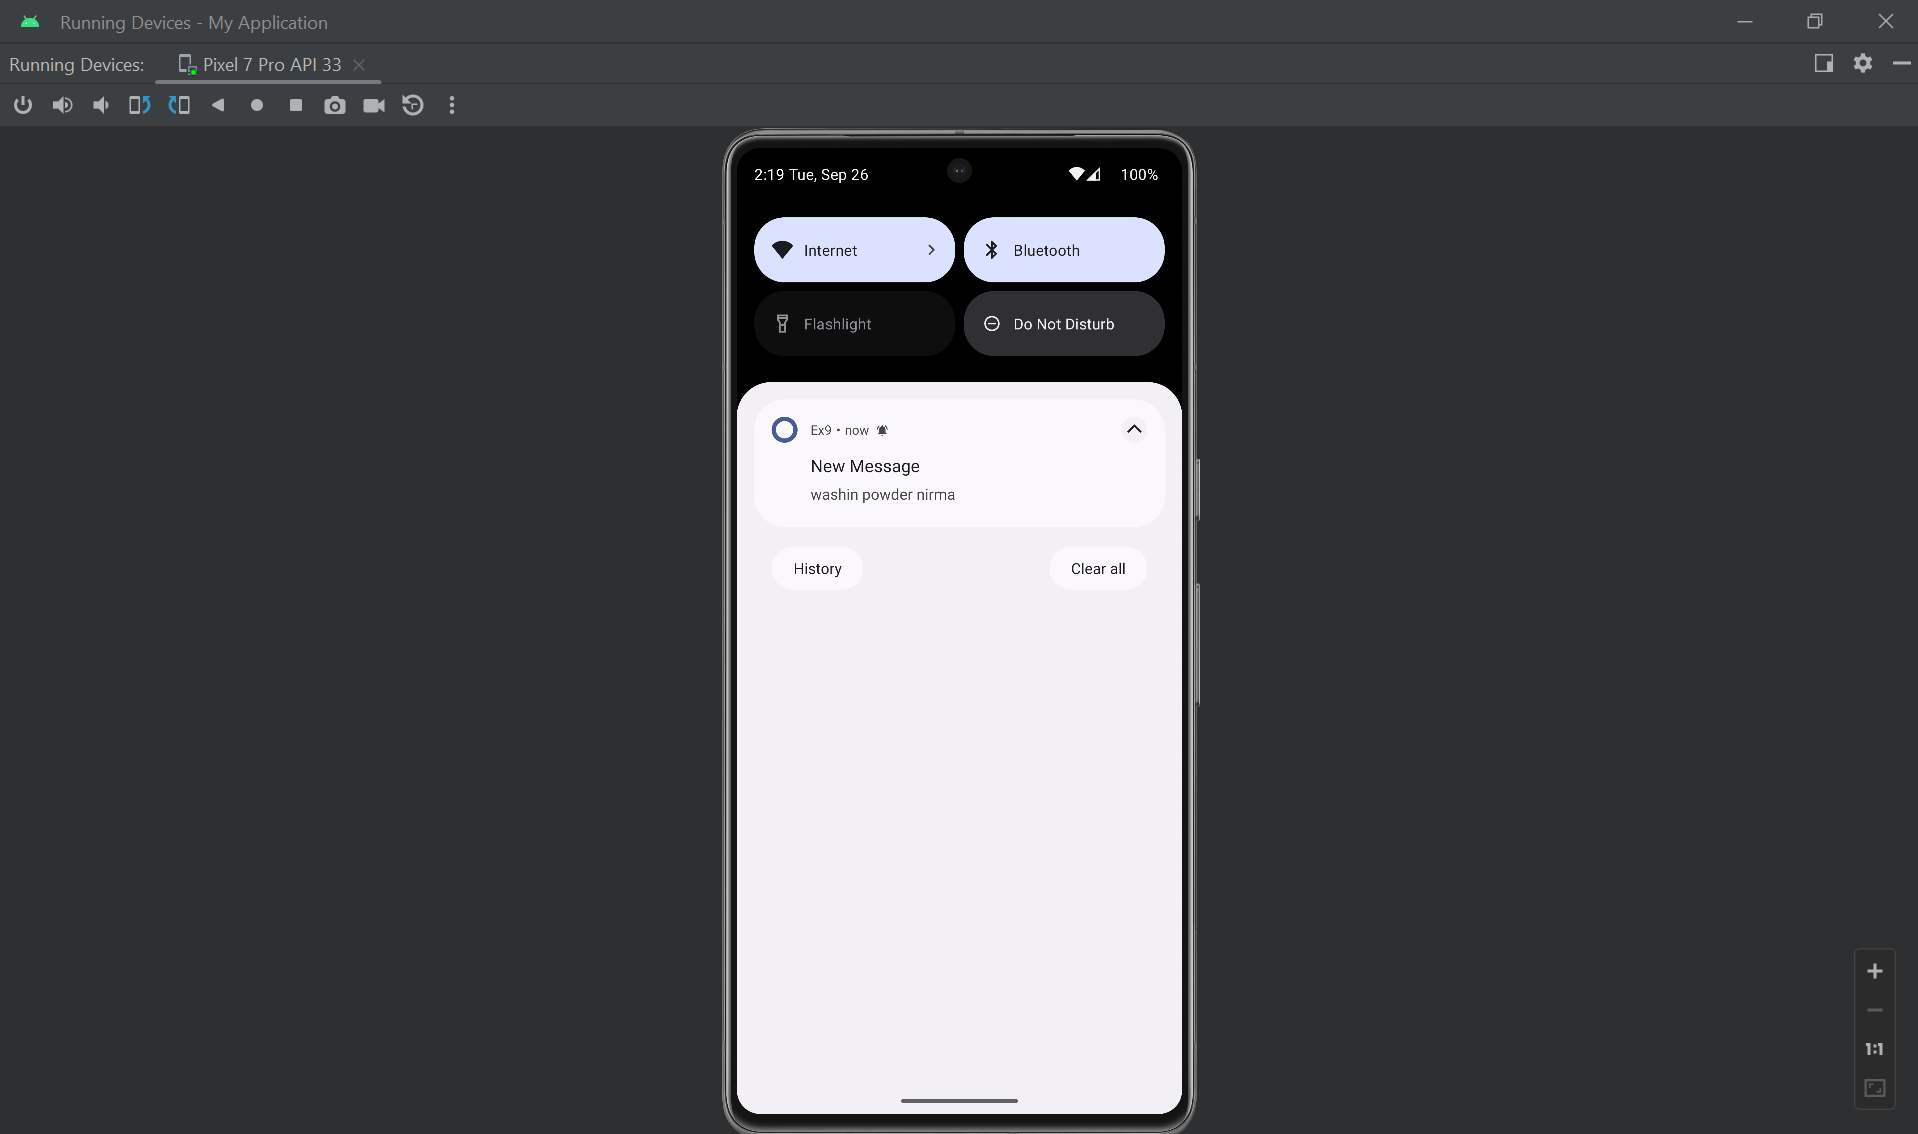 Running Devices - My Application
Running Devices: Pixel 7 Pro API 33
2:19 Tue, Sep 26 100%
Internet Bluetooth
Flashlight Do Not Disturb
Ex9 • now
New Message
washin powder nirma
History Clear all
1:1